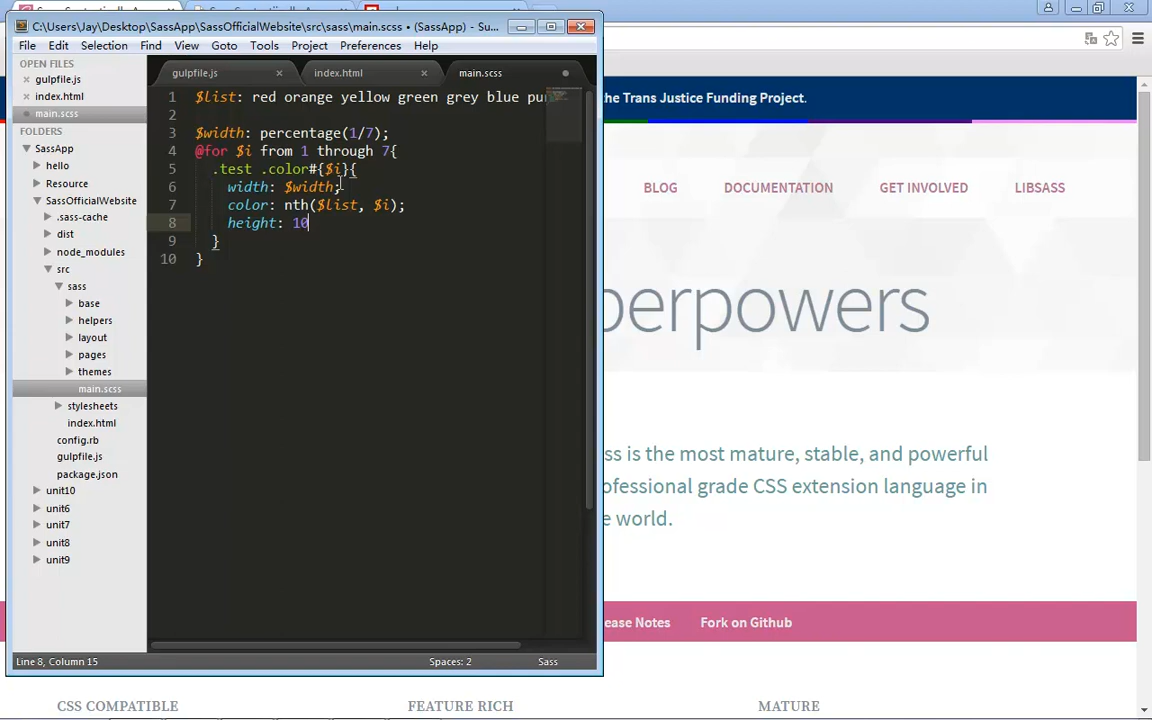 C:\Users\Jay\Desktop\SassApp\SassOfficialWebsite\src\sass\main.scss • (SassApp) - Su...
File Edit Selection Find View Goto Tools Project Preferences Help
OPEN FILES
gulpfile.js
index.html
main.scss
FOLDERS
SassApp
hello
Resource
SassOfficialWebsite
.sass-cache
dist
node_modules
src
sass
base
helpers
layout
pages
themes
main.scss
stylesheets
index.html
config.rb
gulpfile.js
package.json
unit10
unit6
unit7
unit8
unit9
gulpfile.js index.html main.scss
1 $list: red orange yellow green grey blue pur
2
3 $width: percentage(1/7);
4 @for $i from 1 through 7{
5 .test .color#{$i}{
6 width: $width;
7 color: nth($list, $i);
8 height: 10
9 }
10 }
Line 8, Column 15 Spaces: 2 Sass
the Trans Justice Funding Project.
BLOG DOCUMENTATION GET INVOLVED LIBSASS
perpowers
ss is the most mature, stable, and powerful
ofessional grade CSS extension language in
e world.
ease Notes Fork on Github
CSS COMPATIBLE FEATURE RICH MATURE